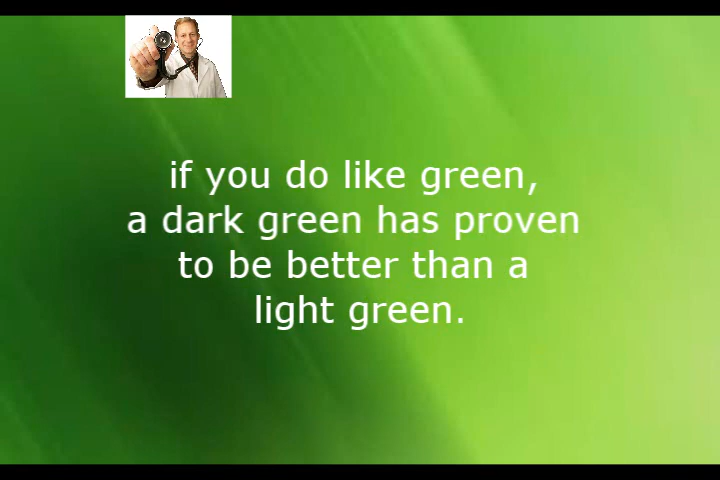 if you do like green,
a dark green has proven
to be better than a
light green.